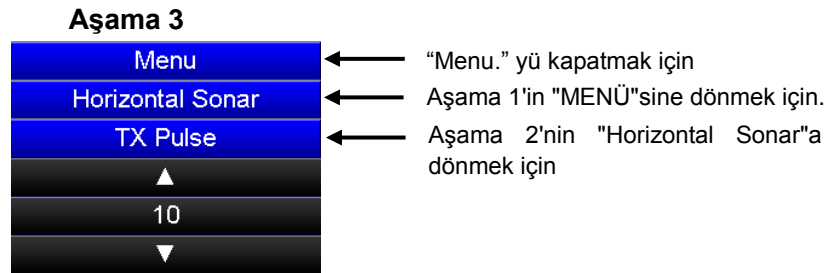 Aşama 3
Menu
“Menu.” yü kapatmak için
Horizontal Sonar
Aşama 1'in "MENÜ"sine dönmek için.
TX Pulse
Aşama 2'nin "Horizontal Sonar"a
dönmek için
▲
10
▼